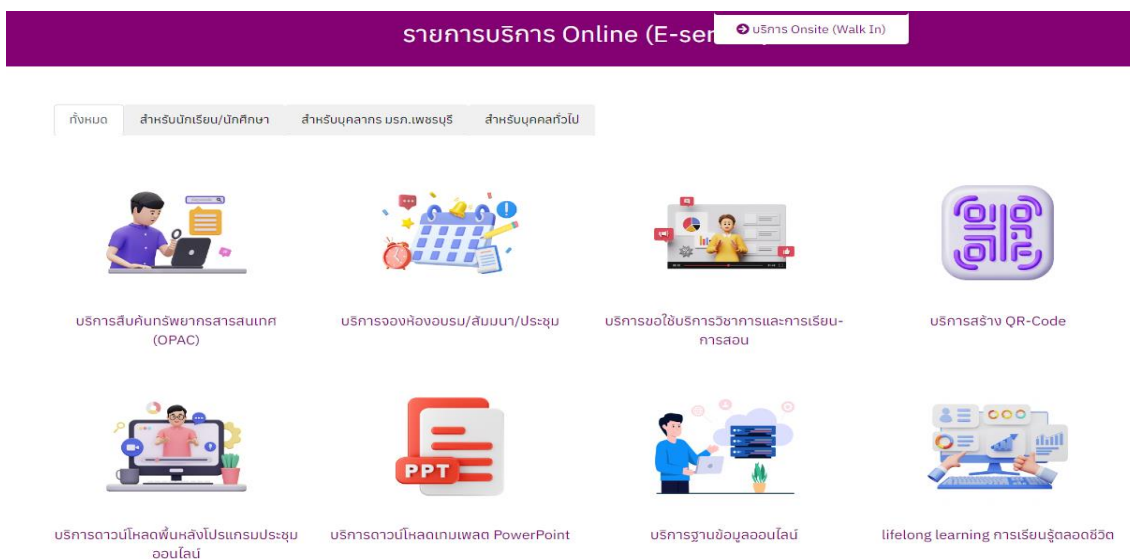 รายการบริการ Online (E-ser
บริการ Onsite (Walk In)
ทั้งหมด
สำหรับนักเรียน/นักศึกษา
สำหรับบุคลากร มรภ.เพชรบุรี
สำหรับบุคคลทั่วไป
บริการสืบค้นทรัพยากรสารสนเทศ
(OPAC)
บริการจองห้องอบรม/สัมมนา/ประชุม
บริการขอใช้บริการวิชาการและการเรียน-
การสอน
บริการสร้าง QR-Code
PPT
บริการดาวน์โหลดพื้นหลังโปรแกรมประชุม
ออนไลน์
บริการดาวน์โหลดเทมเพลต PowerPoint
บริการฐานข้อมูลออนไลน์
lifelong learning การเรียนรู้ตลอดชีวิต